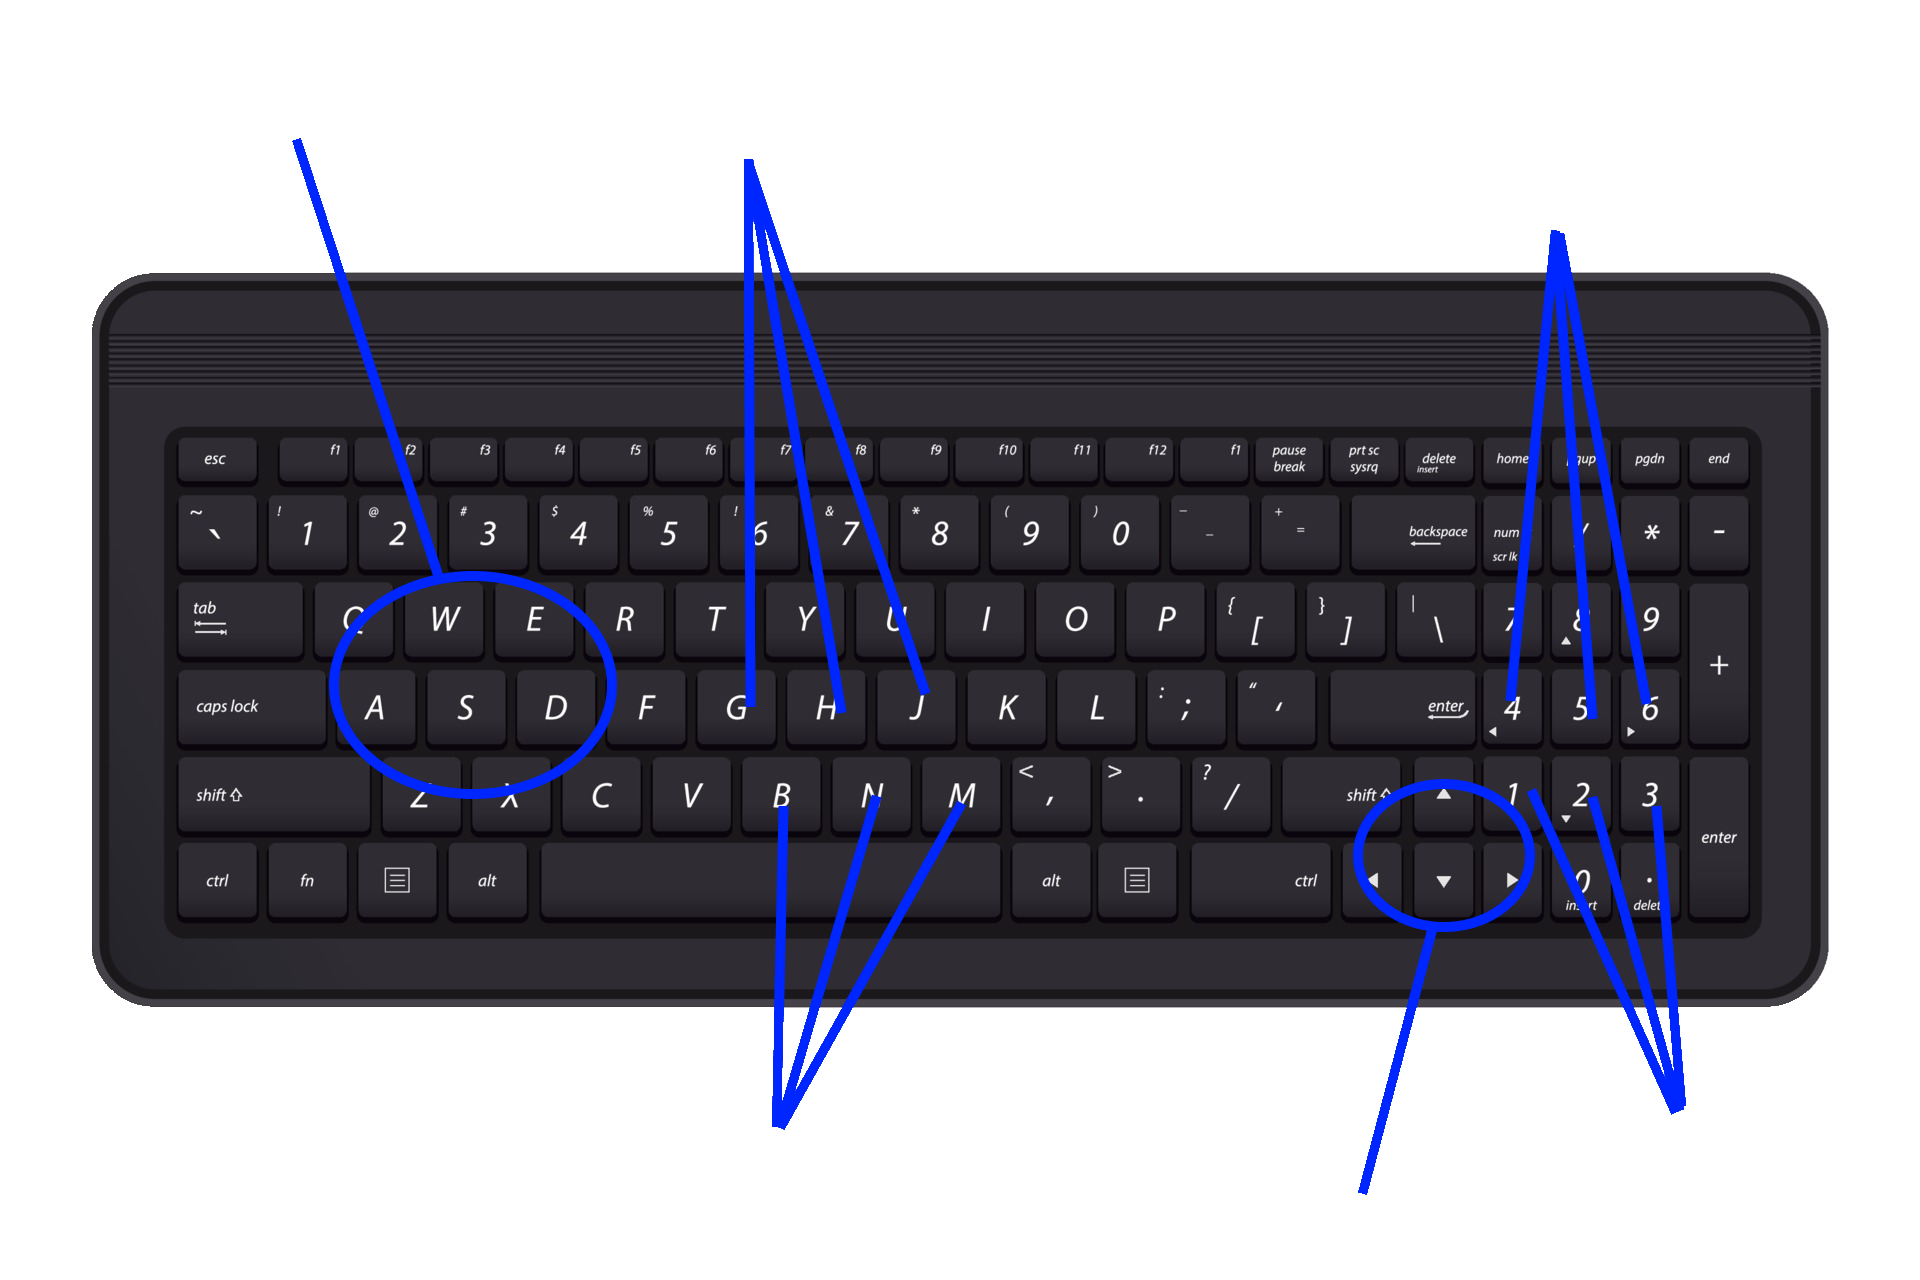 esc f1 f2 f3 f4 f5 f6 f7 f8 f9 f10 f11 f12 f1 pause break prt sc sysrq delete insert home pgup pgdn end
~ ` ! 1 @ 2 # 3 $ 4 % 5 ! 6 & 7 * 8 ( 9 ) 0 – – + = backspace num scr lk / * -
tab Q W E R T Y U I O P { [ } ] | \ 7 8 9 +
caps lock A S D F G H J K L : ; “ ‘ enter 4 5 6
shift Z X C V B N M < , > . ? / shift 1 2 3 enter
ctrl fn alt alt ctrl 0 insert . delete